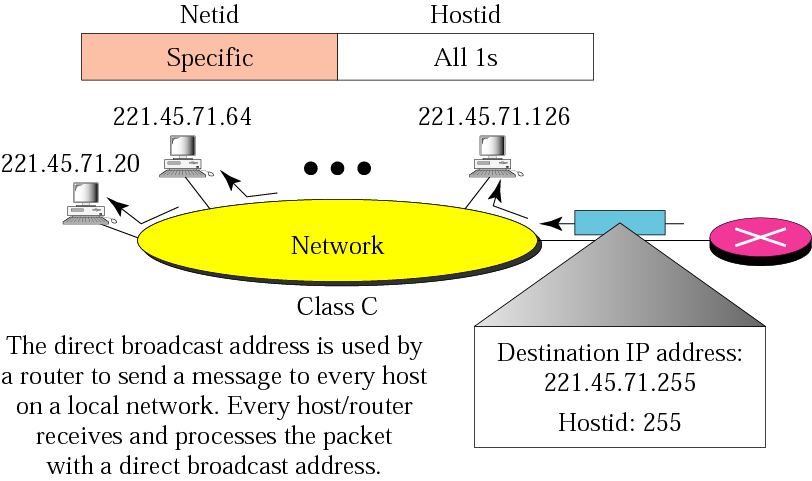 Netid
Hostid
Specific
All 1s
221.45.71.64
221.45.71.126
221.45.71.20
Network
Class C
The direct broadcast address is used by
a router to send a message to every host
on a local network. Every host/router
receives and processes the packet
with a direct broadcast address.
Destination IP address:
221.45.71.255
Hostid: 255